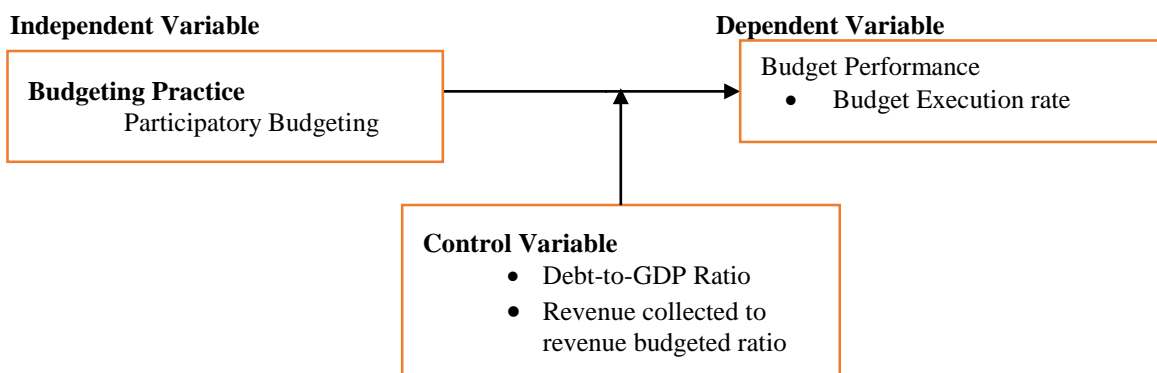 Independent Variable
Dependent Variable
Budgeting Practice
Participatory Budgeting
Budget Performance
• Budget Execution rate
Control Variable
• Debt-to-GDP Ratio
• Revenue collected to
revenue budgeted ratio